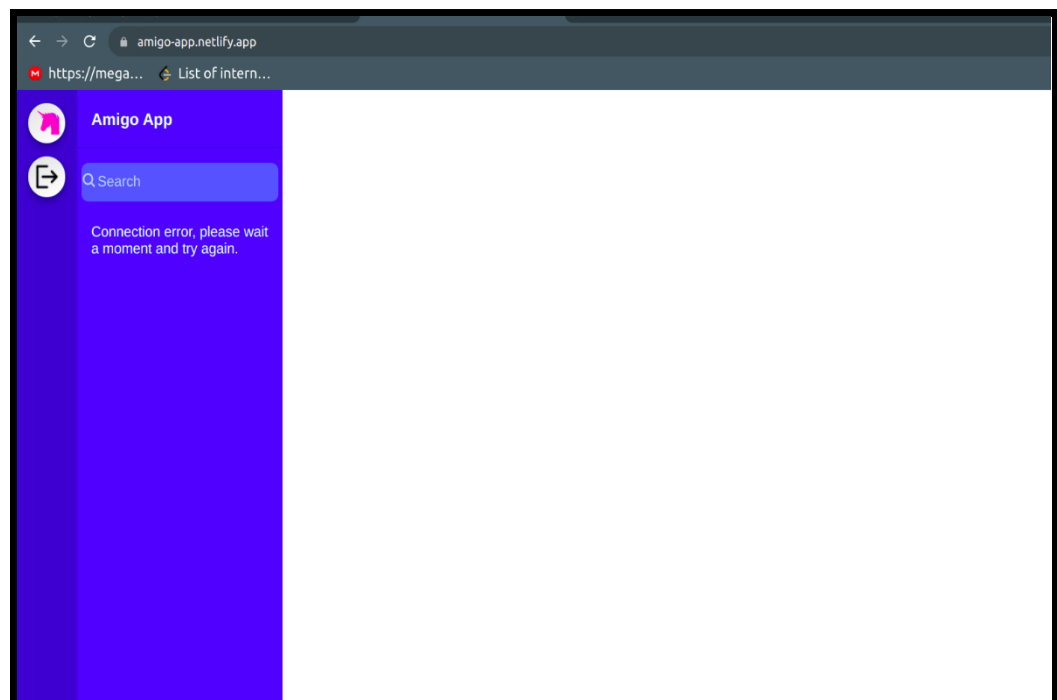 amigo-app.netlify.app
https://mega... List of intern...
Amigo App
Search
Connection error, please wait
a moment and try again.